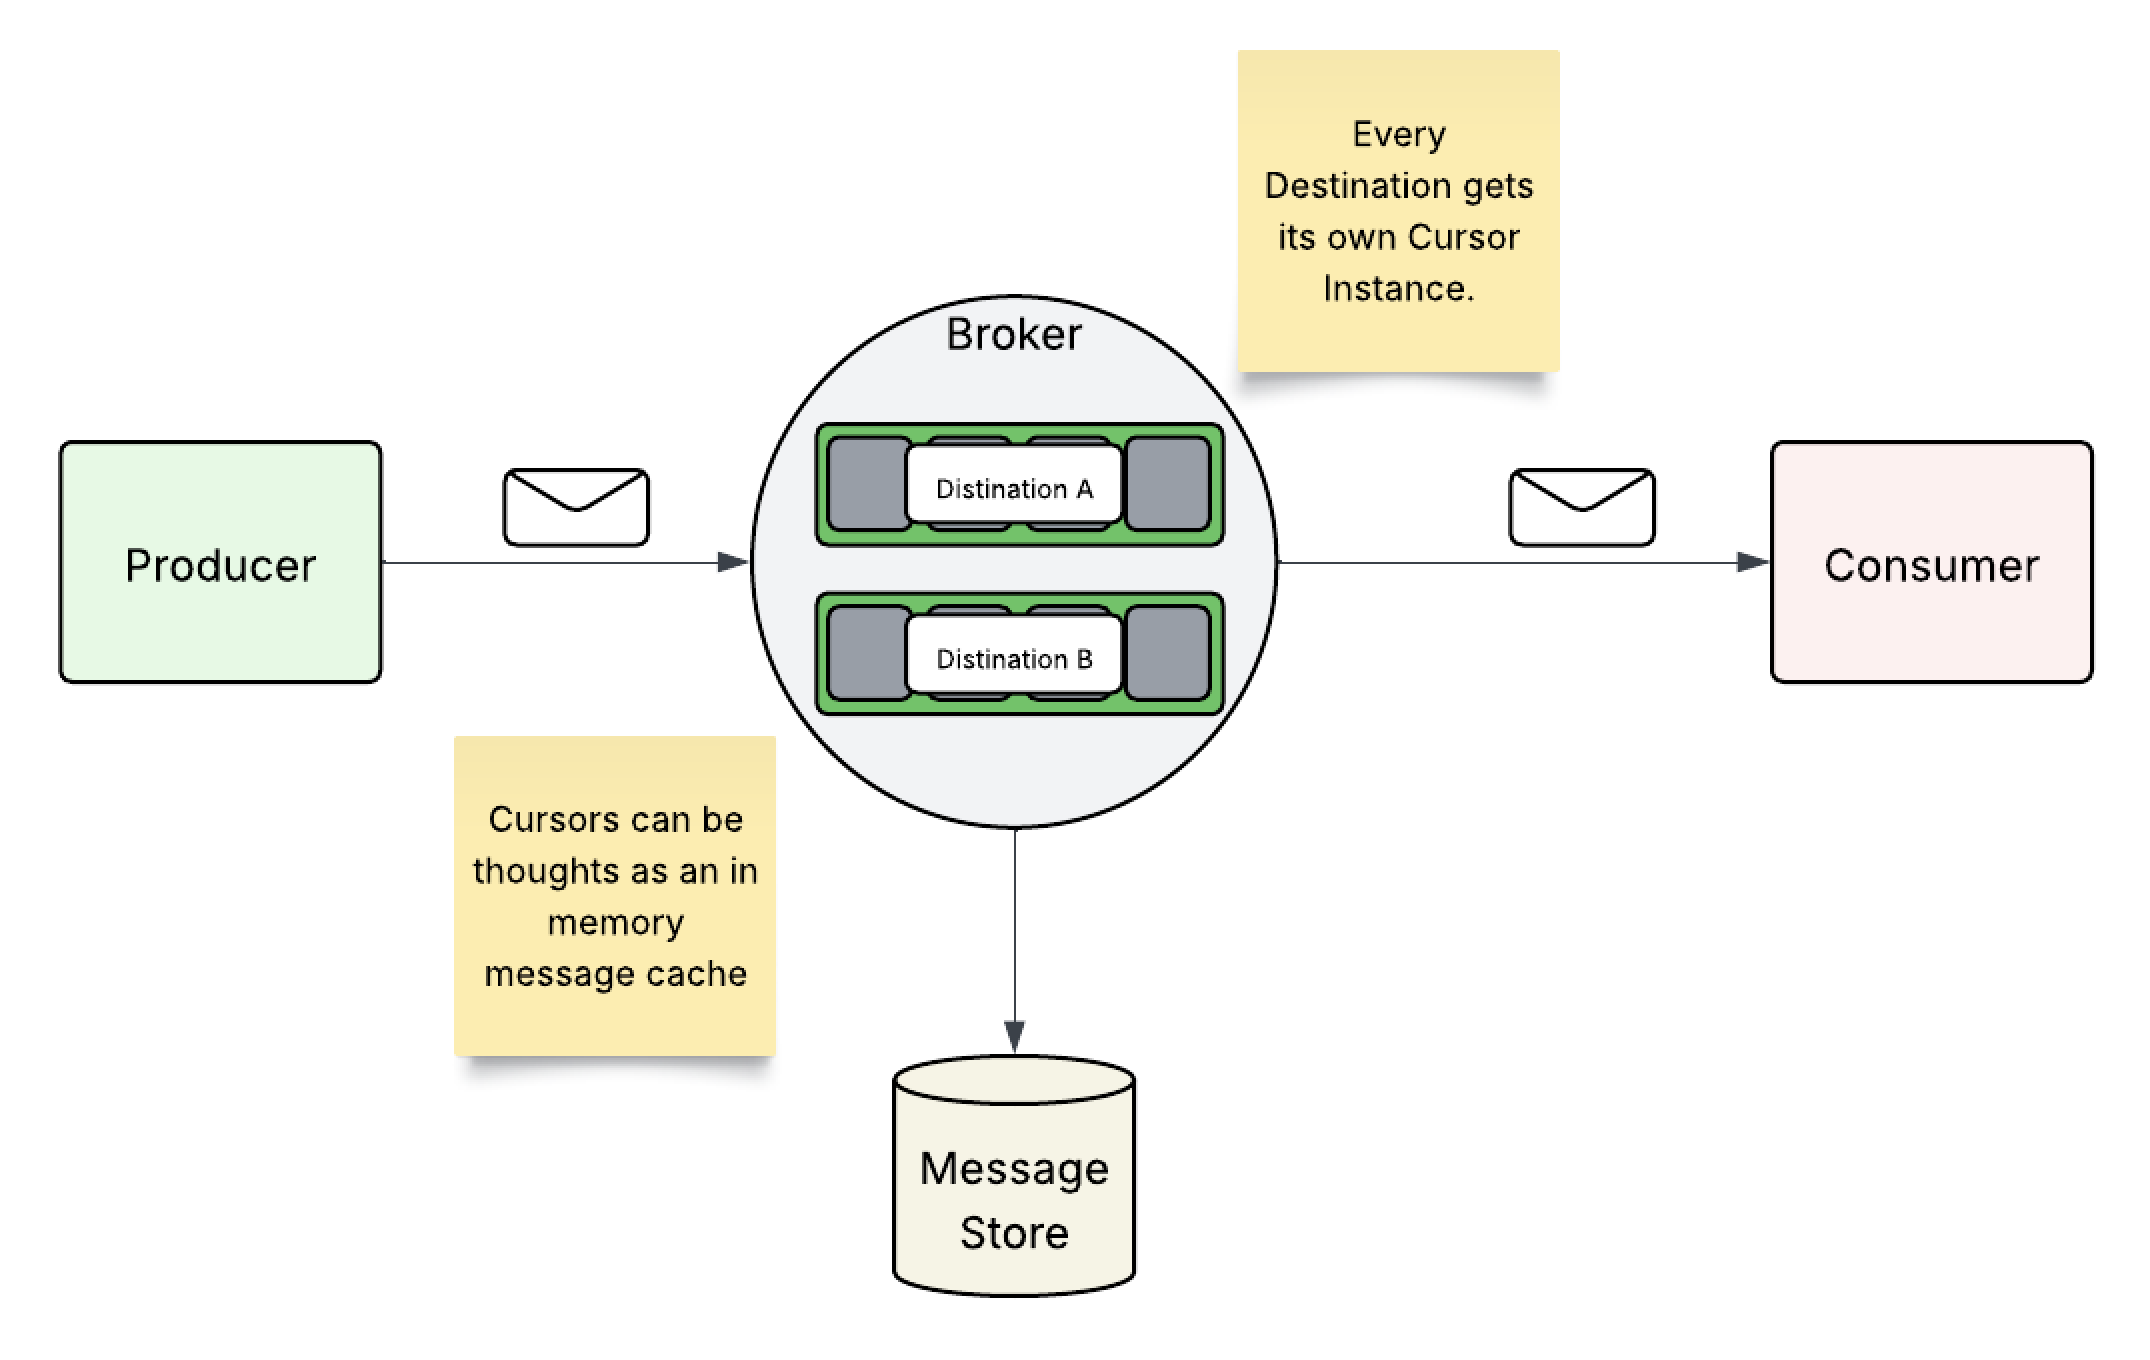 Every
Destination gets
its own Cursor
Instance.
Broker
Distination A
Producer
Consumer
Distination B
Cursors can be
thoughts as an in
memory
message cache
Message
Store